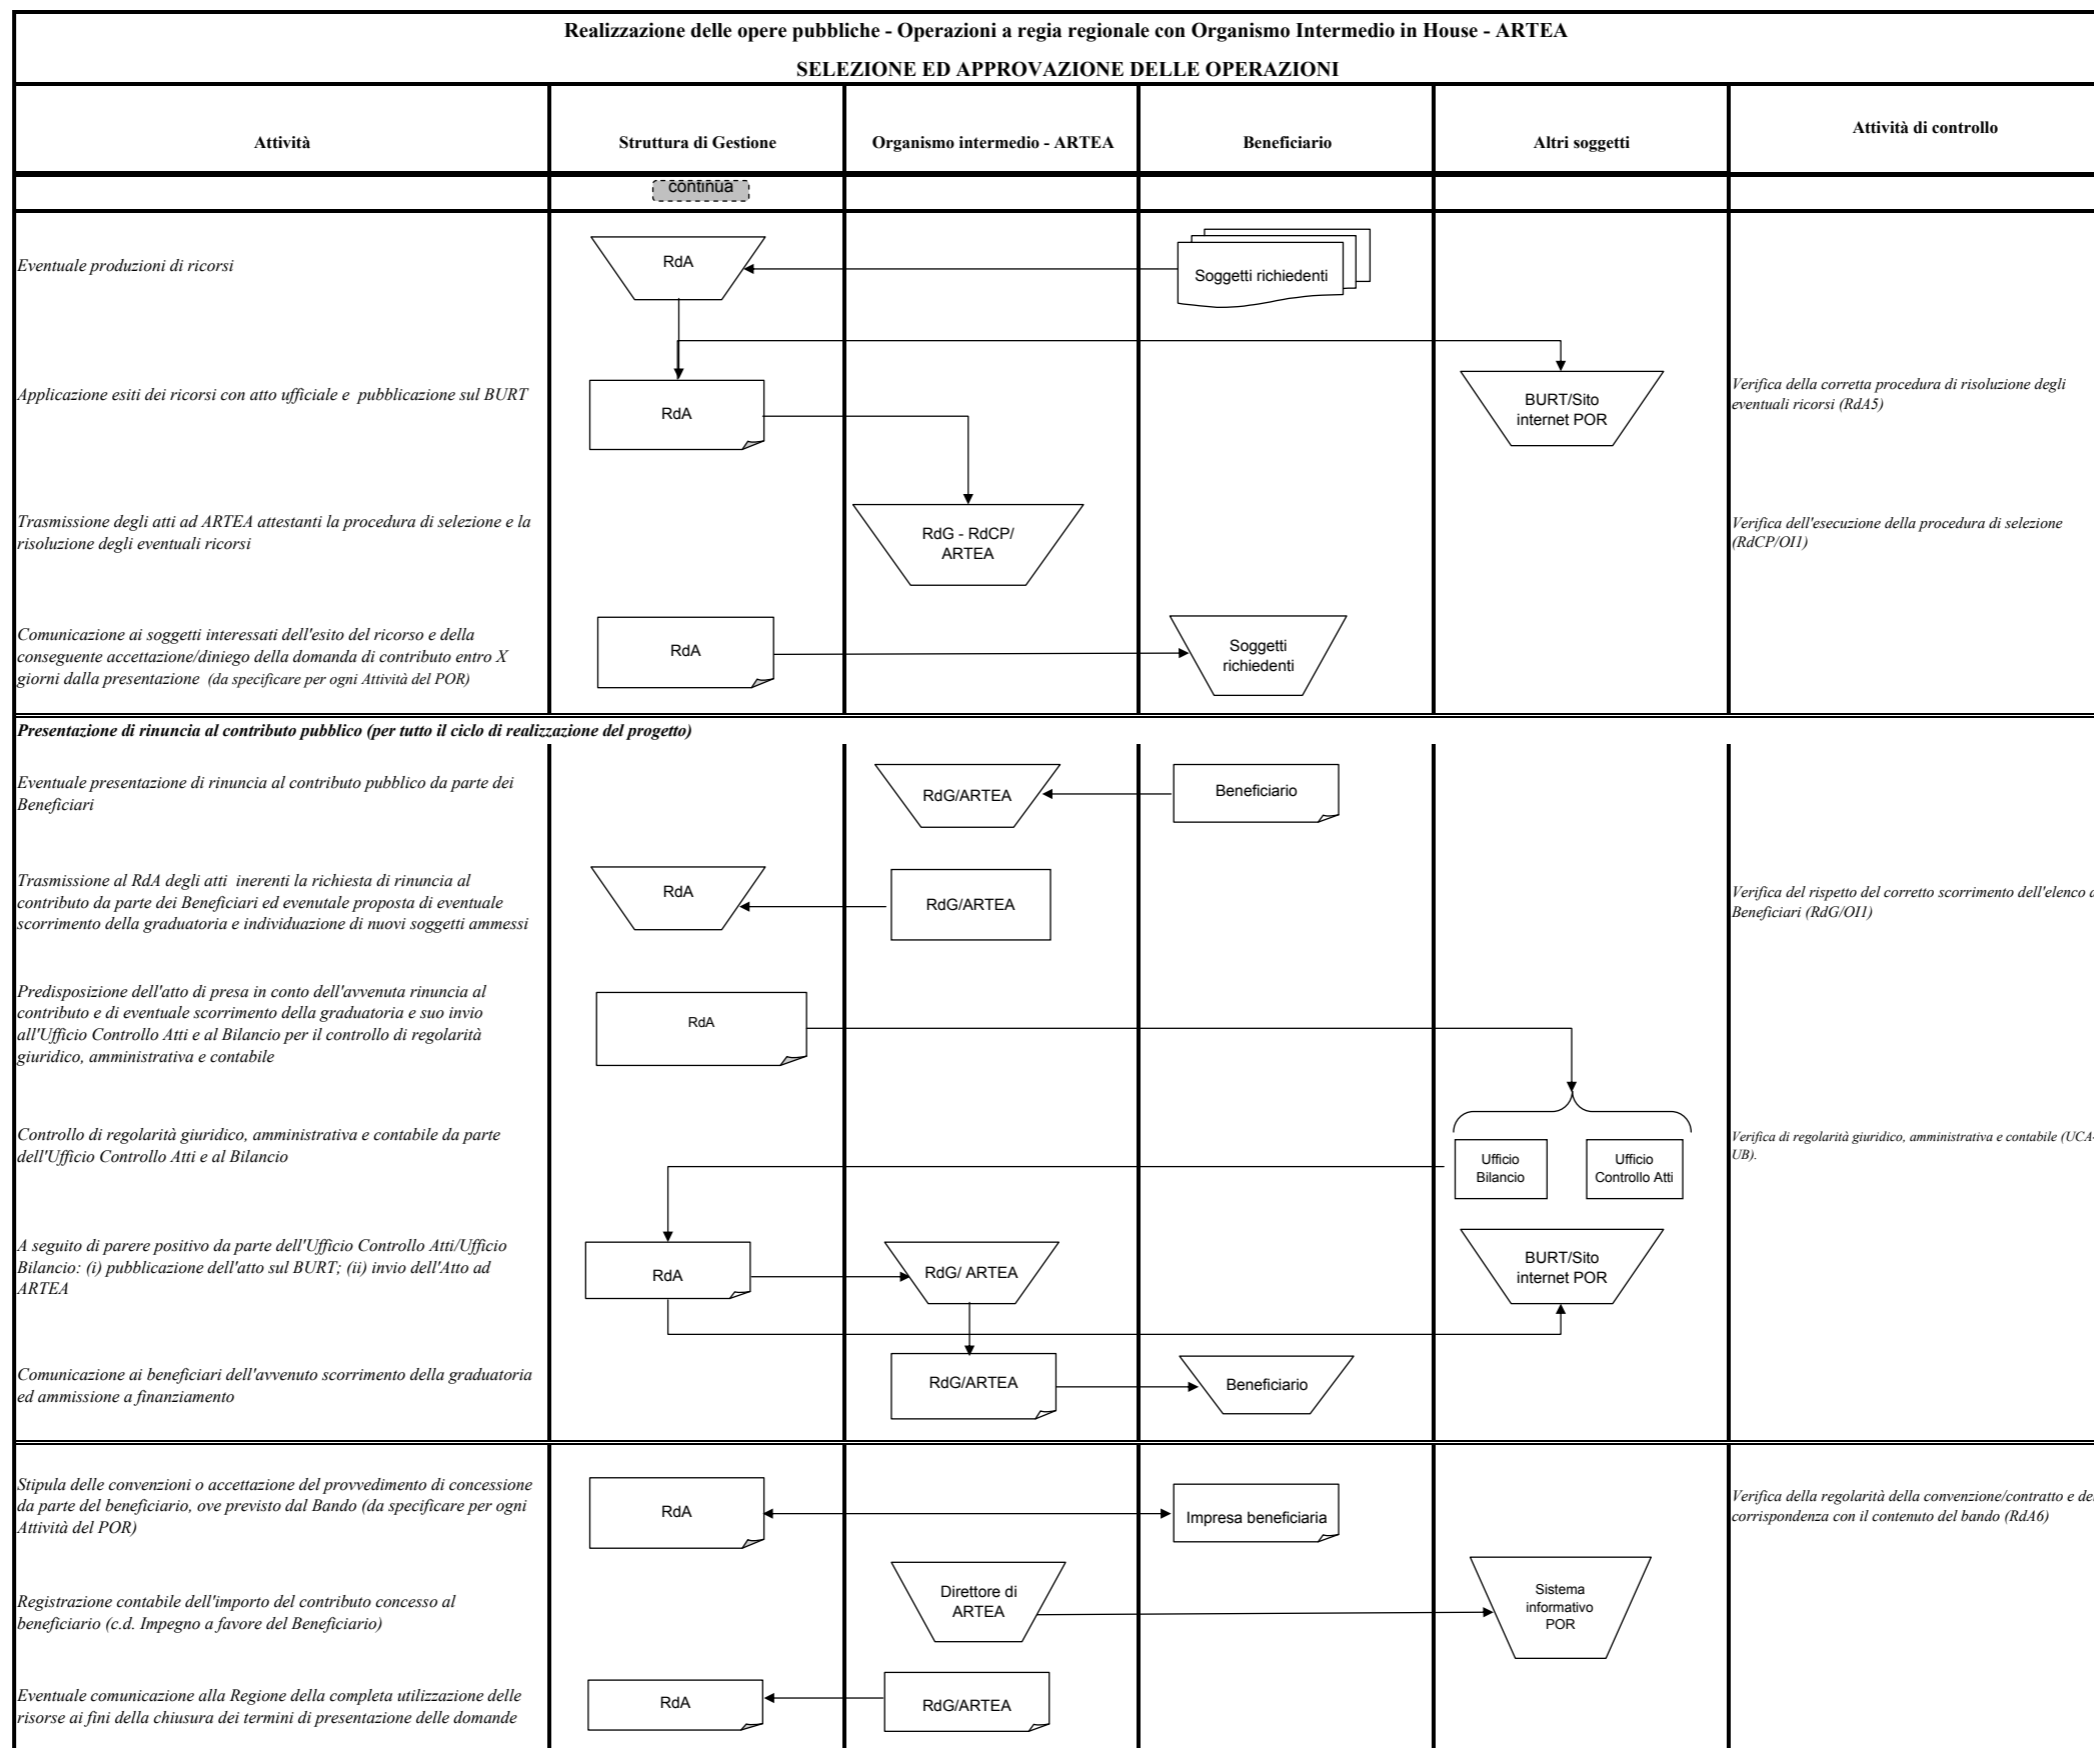 Realizzazione delle opere pubbliche - Operazioni a regia regionale con Organismo Intermedio in House - ARTEA
SELEZIONE ED APPROVAZIONE DELLE OPERAZIONI
Attività
Struttura di Gestione
Organismo intermedio - ARTEA
Beneficiario
Altri soggetti
Attività di controllo
continua
Eventuale produzioni di ricorsi
RdA
Soggetti richiedenti
Applicazione esiti dei ricorsi con atto ufficiale e pubblicazione sul BURT
RdA
BURT/Sito
internet POR
Verifica della corretta procedura di risoluzione degli
eventuali ricorsi (RdA5)
Trasmissione degli atti ad ARTEA attestanti la procedura di selezione e la
risoluzione degli eventuali ricorsi
RdG - RdCP/
ARTEA
Verifica dell'esecuzione della procedura di selezione
(RdCP/OI1)
Comunicazione ai soggetti interessati dell'esito del ricorso e della
conseguente accettazione/diniego della domanda di contributo entro X
giorni dalla presentazione (da specificare per ogni Attività del POR)
RdA
Soggetti
richiedenti
Presentazione di rinuncia al contributo pubblico (per tutto il ciclo di realizzazione del progetto)
Eventuale presentazione di rinuncia al contributo pubblico da parte dei
Beneficiari
RdG/ARTEA
Beneficiario
Trasmissione al RdA degli atti inerenti la richiesta di rinuncia al
contributo da parte dei Beneficiari ed evenutale proposta di eventuale
scorrimento della graduatoria e individuazione di nuovi soggetti ammessi
RdA
RdG/ARTEA
Verifica del rispetto del corretto scorrimento dell'elenco
Beneficiari (RdG/OI1)
Predisposizione dell'atto di presa in conto dell'avvenuta rinuncia al
contributo e di eventuale scorrimento della graduatoria e suo invio
all'Ufficio Controllo Atti e al Bilancio per il controllo di regolarità
giuridico, amministrativa e contabile
RdA
Controllo di regolarità giuridico, amministrativa e contabile da parte
dell'Ufficio Controllo Atti e al Bilancio
Ufficio
Bilancio
Ufficio
Controllo Atti
Verifica di regolarità giuridico, amministrativa e contabile (UCA-
UB).
A seguito di parere positivo da parte dell'Ufficio Controllo Atti/Ufficio
Bilancio: (i) pubblicazione dell'atto sul BURT; (ii) invio dell'Atto ad
ARTEA
RdA
RdG/ ARTEA
BURT/Sito
internet POR
Comunicazione ai beneficiari dell'avvenuto scorrimento della graduatoria
ed ammissione a finanziamento
RdG/ARTEA
Beneficiario
Stipula delle convenzioni o accettazione del provvedimento di concessione
da parte del beneficiario, ove previsto dal Bando (da specificare per ogni
Attività del POR)
RdA
Impresa beneficiaria
Verifica della regolarità della convenzione/contratto e
corrispondenza con il contenuto del bando (RdA6)
Registrazione contabile dell'importo del contributo concesso al
beneficiario (c.d. Impegno a favore del Beneficiario)
Direttore di
ARTEA
Sistema
informativo
POR
Eventuale comunicazione alla Regione della completa utilizzazione delle
risorse ai fini della chiusura dei termini di presentazione delle domande
RdA
RdG/ARTEA